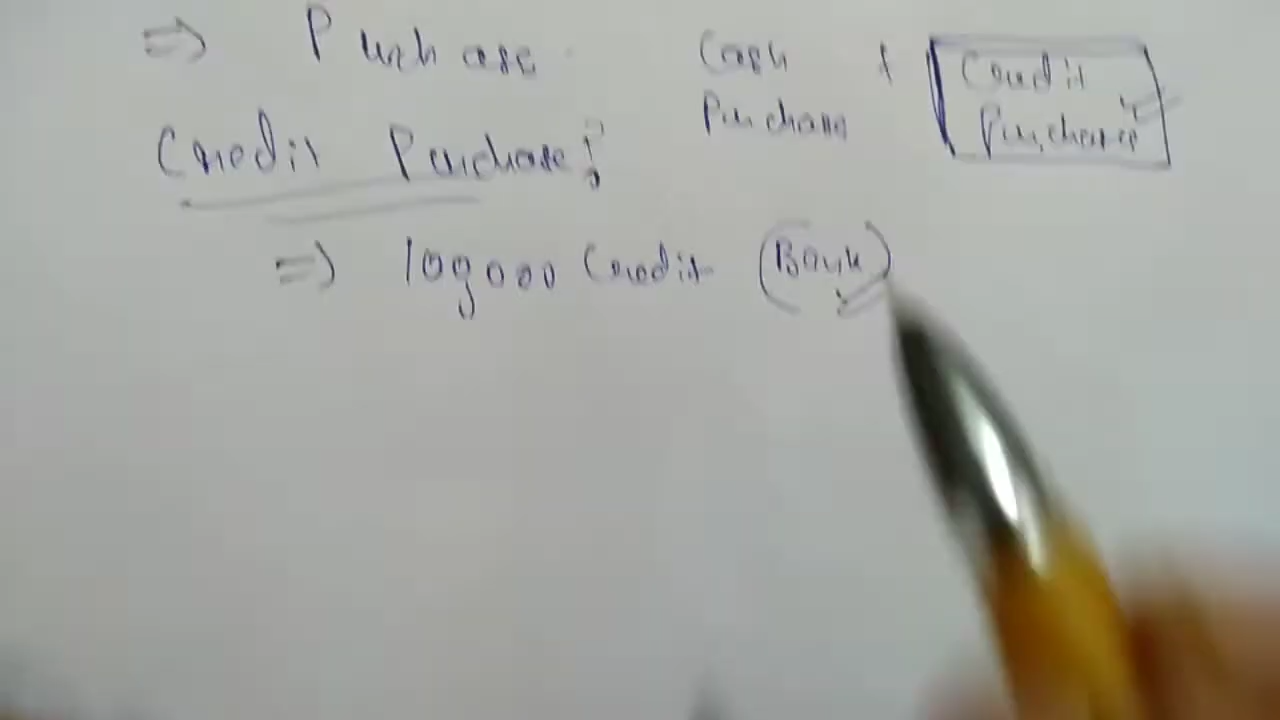 ⇒ Purchase Cash + Credit
Purchase Purchase
Credit Purchase:
⇒ 100000 Credit (Bank)